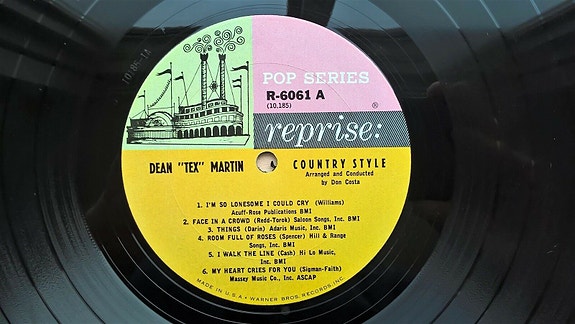 POP SERIES
R-6061 A
(10,185)
®
reprise:
DEAN "TEX" MARTIN
COUNTRY STYLE
Arranged and Conducted
by Don Costa
1. I'M SO LONESOME I COULD CRY (Williams)
Acuff-Rose Publications BMI
2. FACE IN A CROWD (Redd-Torok) Saloon Songs, Inc. BMI
3. THINGS (Darin) Adaris Music, Inc. BMI
4. ROOM FULL OF ROSES (Spencer) Hill & Range
Songs, Inc. BMI
5. I WALK THE LINE (Cash) Hi Lo Music,
Inc. BMI
6. MY HEART CRIES FOR YOU (Sigman-Faith)
Massey Music Co., Inc. ASCAP
MADE IN U.S.A. • WARNER BROS. RECORDS, INC.